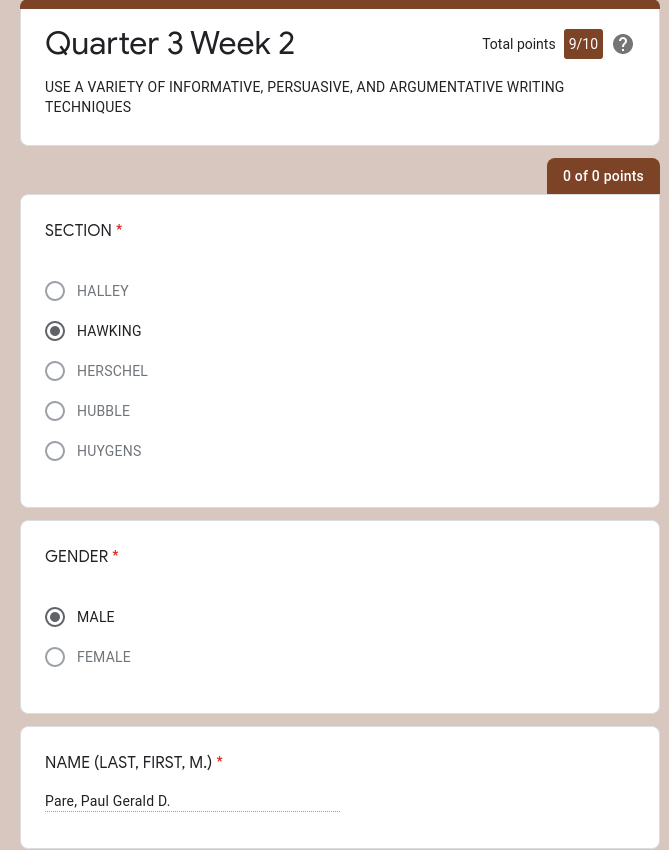 Quarter 3 Week 2
Total points 9/10 ?
USE A VARIETY OF INFORMATIVE, PERSUASIVE, AND ARGUMENTATIVE WRITING
TECHNIQUES
0 of 0 points
SECTION *
HALLEY
HAWKING
HERSCHEL
HUBBLE
HUYGENS
GENDER *
MALE
FEMALE
NAME (LAST, FIRST, M.) *
Pare, Paul Gerald D.